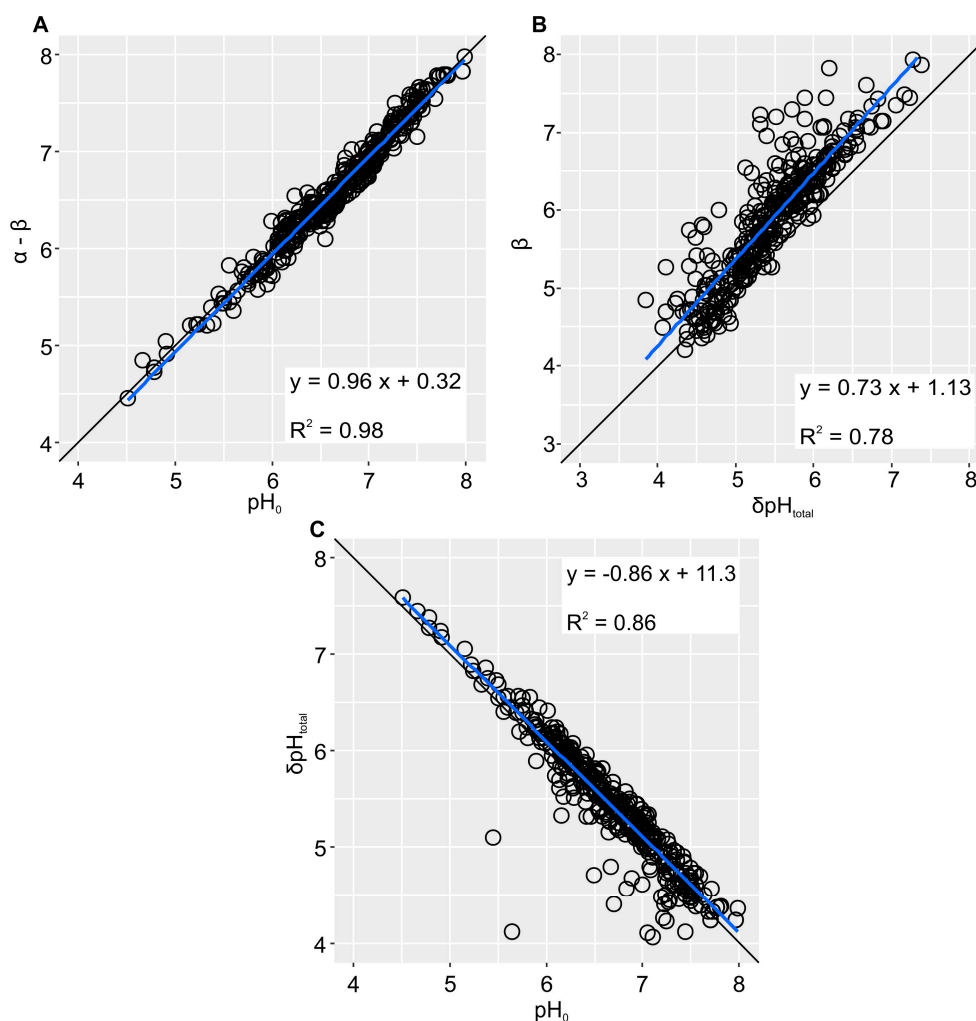 A
8
7
6
5
4
α - β
y = 0.96 x + 0.32
R² = 0.98
4 5 6 7 8
pH₀
B
8
7
6
5
4
3
β
y = 0.73 x + 1.13
R² = 0.78
3 4 5 6 7 8
δpH_total
C
8
7
6
5
4
δpH_total
y = -0.86 x + 11.3
R² = 0.86
4 5 6 7 8
pH₀